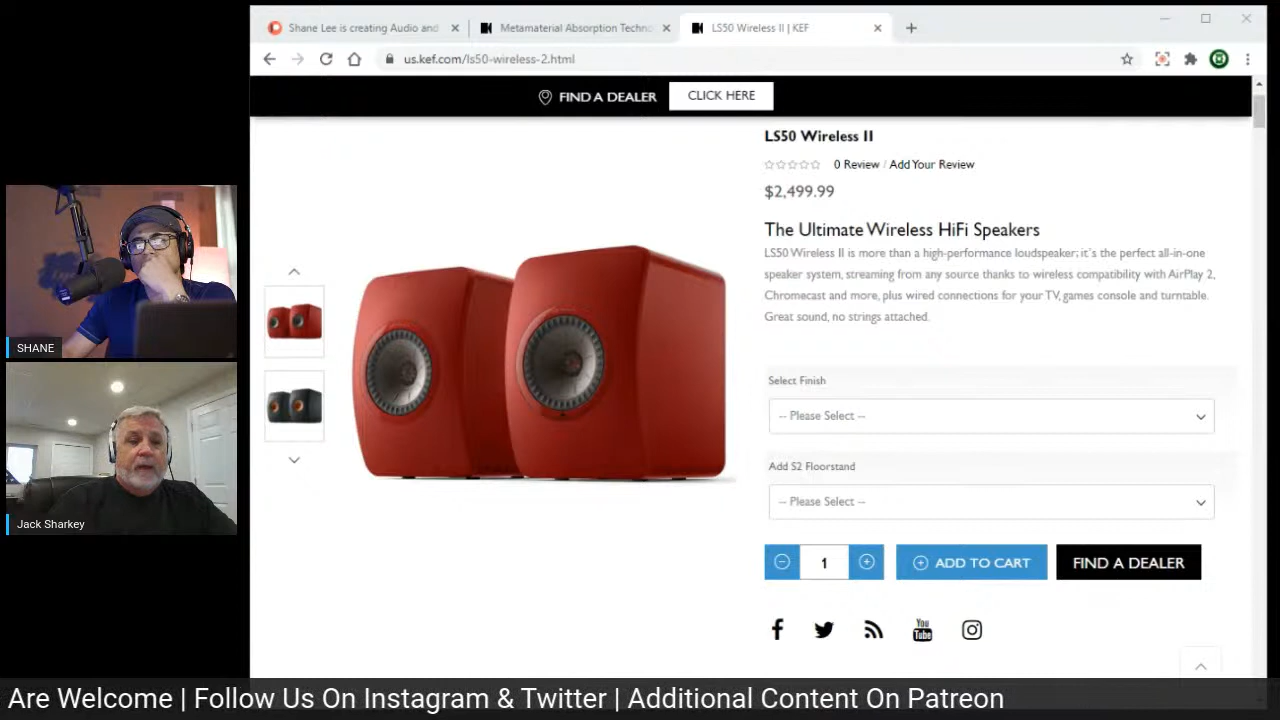 Shane Lee is creating Audio and
Metamaterial Absorption Techno
LS50 Wireless II | KEF
us.kef.com/ls50-wireless-2.html
FIND A DEALER
CLICK HERE
LS50 Wireless II
0 Review / Add Your Review
$2,499.99
The Ultimate Wireless HiFi Speakers
LS50 Wireless II is more than a high-performance loudspeaker; it's the perfect all-in-one
speaker system, streaming from any source thanks to wireless compatibility with AirPlay 2,
Chromecast and more, plus wired connections for your TV, games console and turntable.
Great sound, no strings attached.
Select Finish
-- Please Select --
Add S2 Floorstand
-- Please Select --
1
ADD TO CART
FIND A DEALER
You
Tube
SHANE
Jack Sharkey
Are Welcome | Follow Us On Instagram & Twitter | Additional Content On Patreon